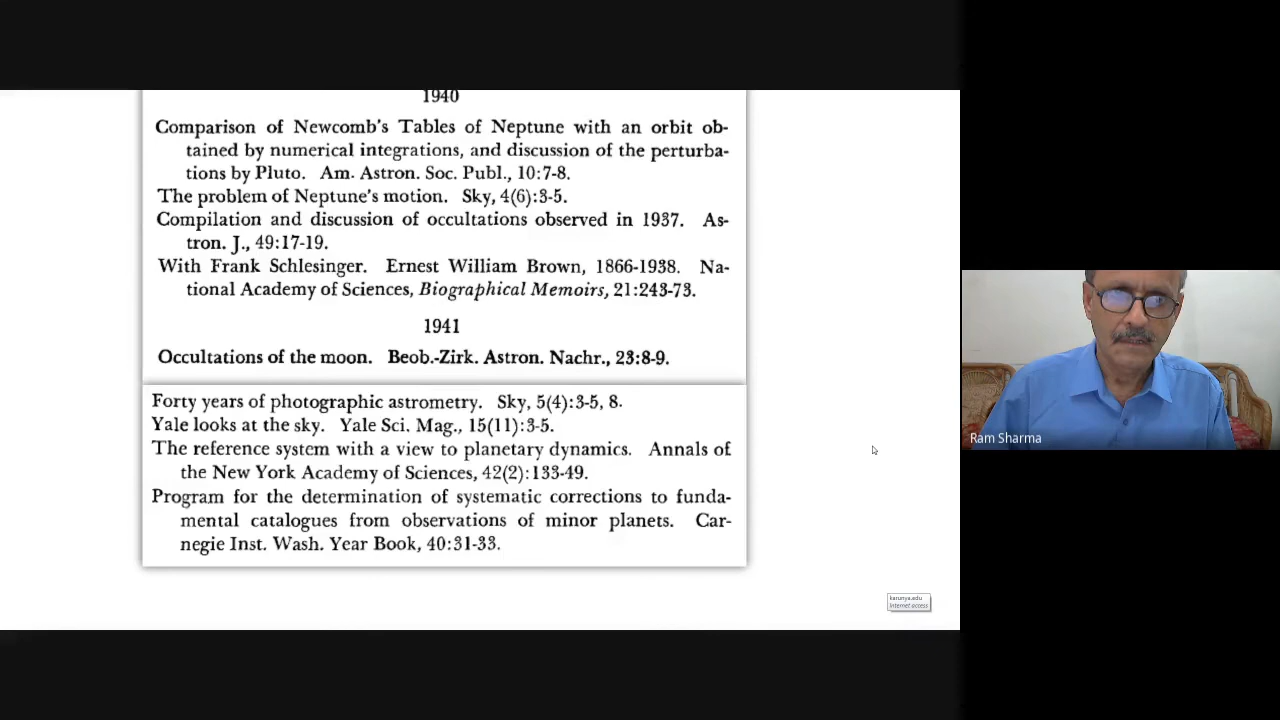 1940
Comparison of Newcomb's Tables of Neptune with an orbit ob-
tained by numerical integrations, and discussion of the perturba-
tions by Pluto. Am. Astron. Soc. Publ., 10:7-8.
The problem of Neptune's motion. Sky, 4(6):3-5.
Compilation and discussion of occultations observed in 1937. As-
tron. J., 49:17-19.
With Frank Schlesinger. Ernest William Brown, 1866-1938. Na-
tional Academy of Sciences, Biographical Memoirs, 21:243-73.
1941
Occultations of the moon. Beob.-Zirk. Astron. Nachr., 23:8-9.
Forty years of photographic astrometry. Sky, 5(4):3-5, 8.
Yale looks at the sky. Yale Sci. Mag., 15(11):3-5.
The reference system with a view to planetary dynamics. Annals of
the New York Academy of Sciences, 42(2):133-49.
Program for the determination of systematic corrections to funda-
mental catalogues from observations of minor planets. Car-
negie Inst. Wash. Year Book, 40:31-33.
karunya.edu
Internet access
Ram Sharma